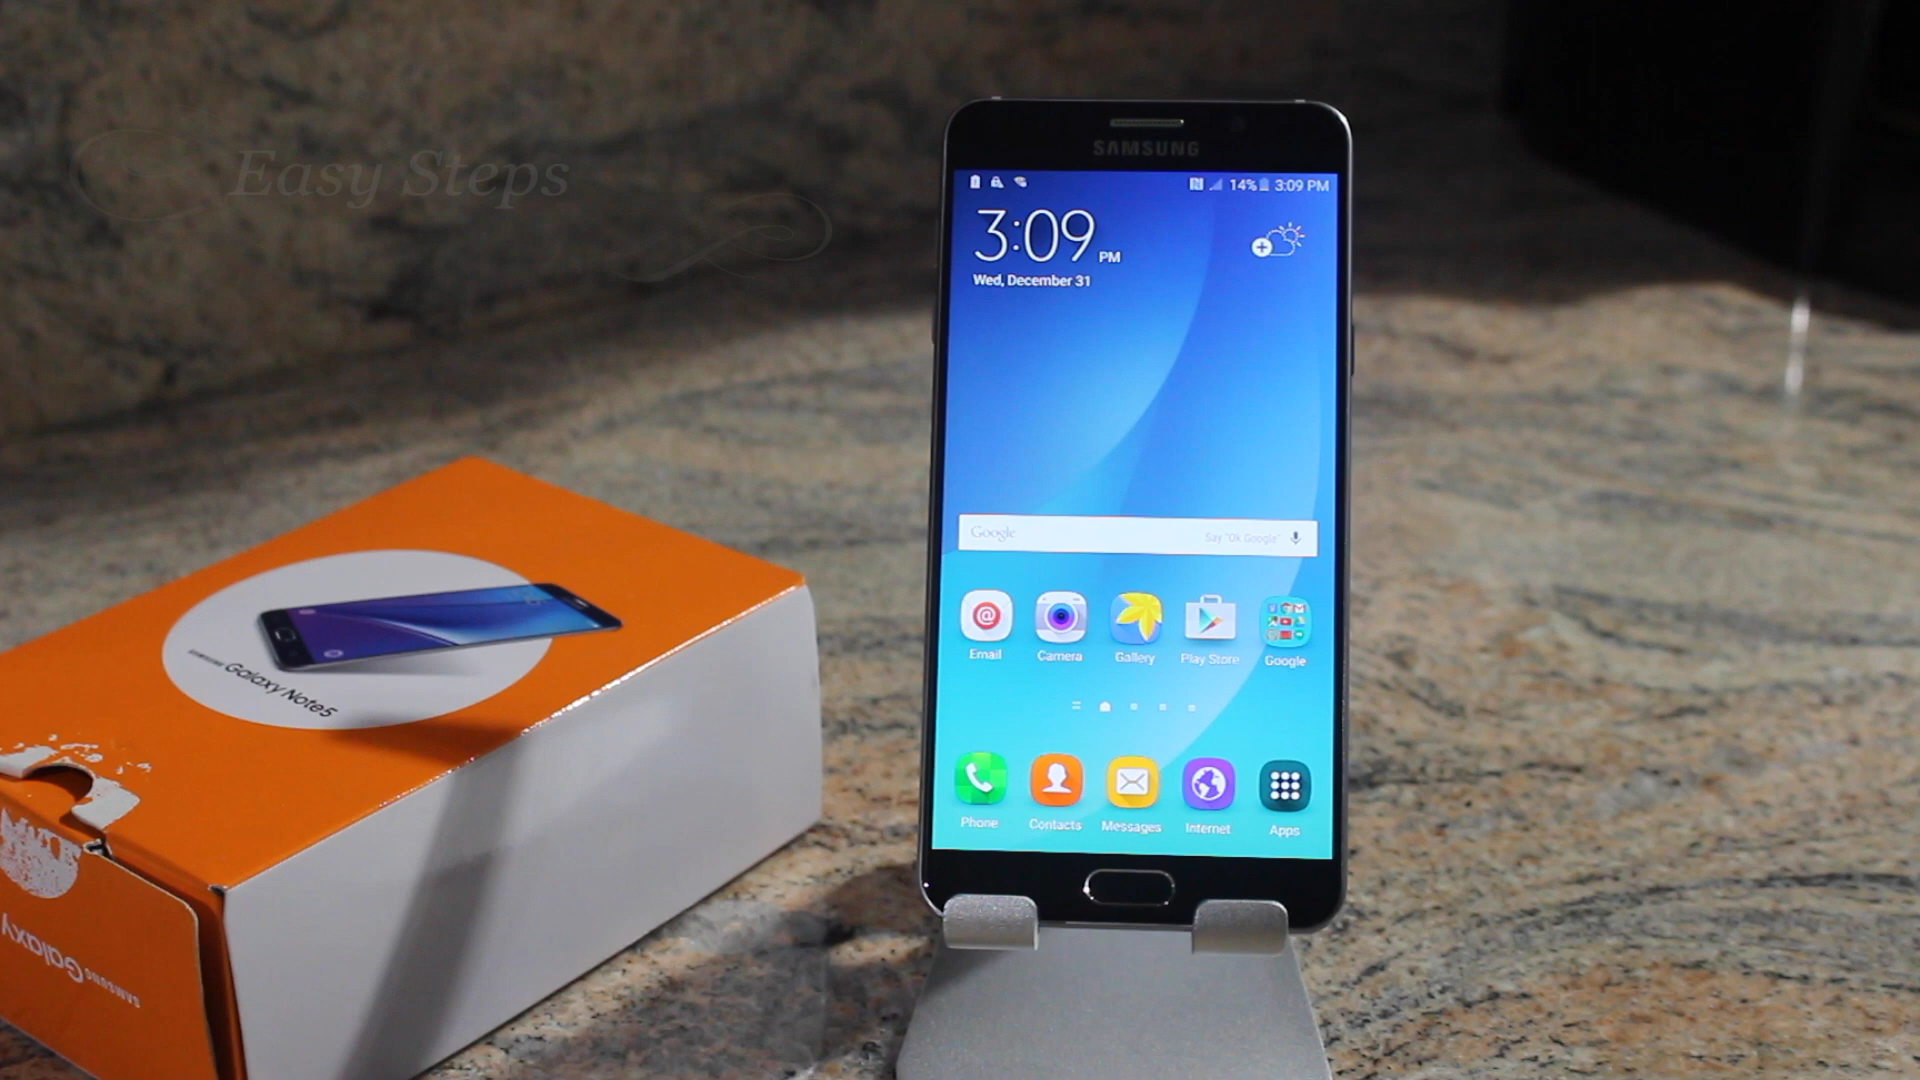 Easy Steps
SAMSUNG
14% 3:09 PM
3:09 PM
Wed, December 31
Google Say "Ok Google"
Email Camera Gallery Play Store Google
Phone Contacts Messages Internet Apps
SAMSUNG Galaxy Note5
SAMSUNG Galaxy